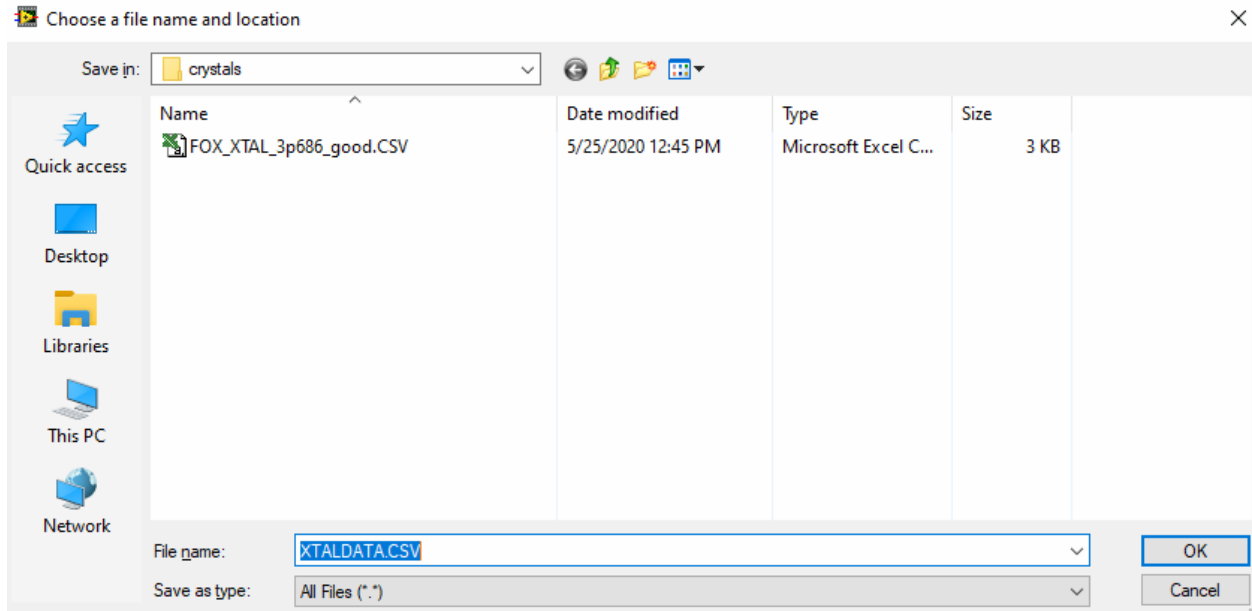 Choose a file name and location
Save in: crystals
Name Date modified Type Size
FOX_XTAL_3p686_good.CSV 5/25/2020 12:45 PM Microsoft Excel C... 3 KB
Quick access
Desktop
Libraries
This PC
Network
File name: XTALDATA.CSV OK
Save as type: All Files (*.*) Cancel